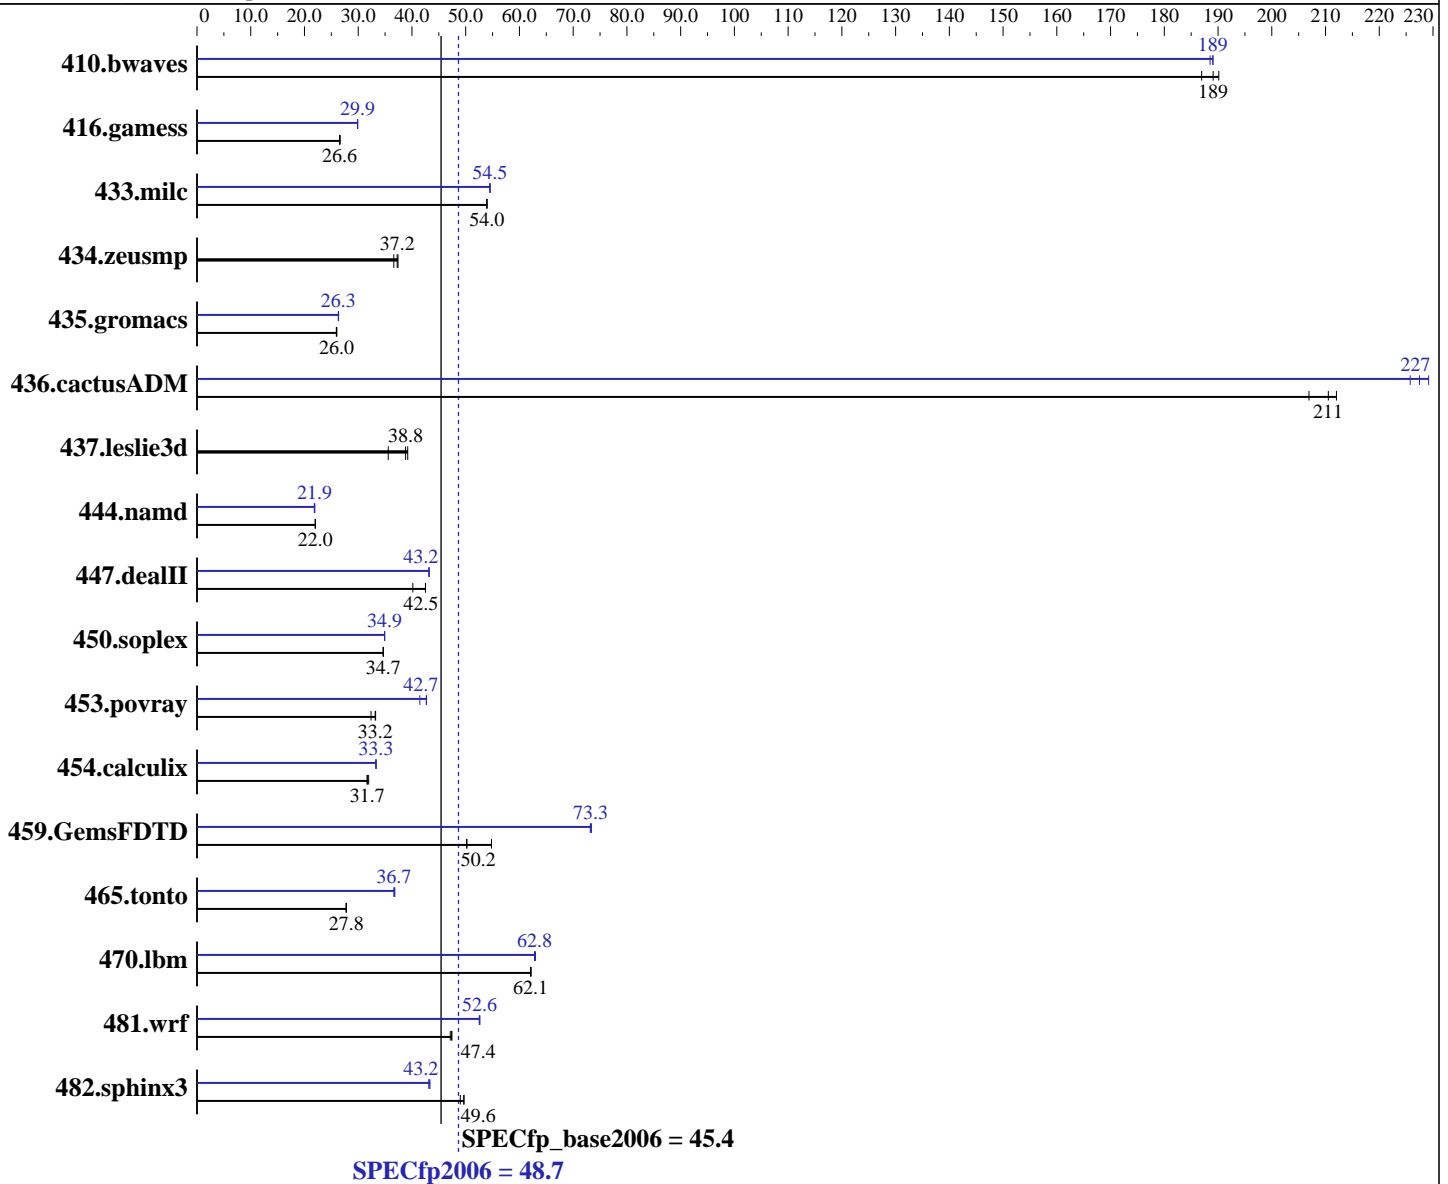 0 10.0 20.0 30.0 40.0 50.0 60.0 70.0 80.0 90.0 100 110 120 130 140 150 160 170 180 190 200 210 220 230
189
410.bwaves
189
29.9
416.gamess
26.6
54.5
433.milc
54.0
37.2
434.zeusmp
26.3
435.gromacs
26.0
227
436.cactusADM
211
38.8
437.leslie3d
21.9
444.namd
22.0
43.2
447.dealII
42.5
34.9
450.soplex
34.7
42.7
453.povray
33.2
33.3
454.calculix
31.7
73.3
459.GemsFDTD
50.2
36.7
465.tonto
27.8
62.8
470.lbm
62.1
52.6
481.wrf
47.4
43.2
482.sphinx3
49.6
SPECfp_base2006 = 45.4
SPECfp2006 = 48.7